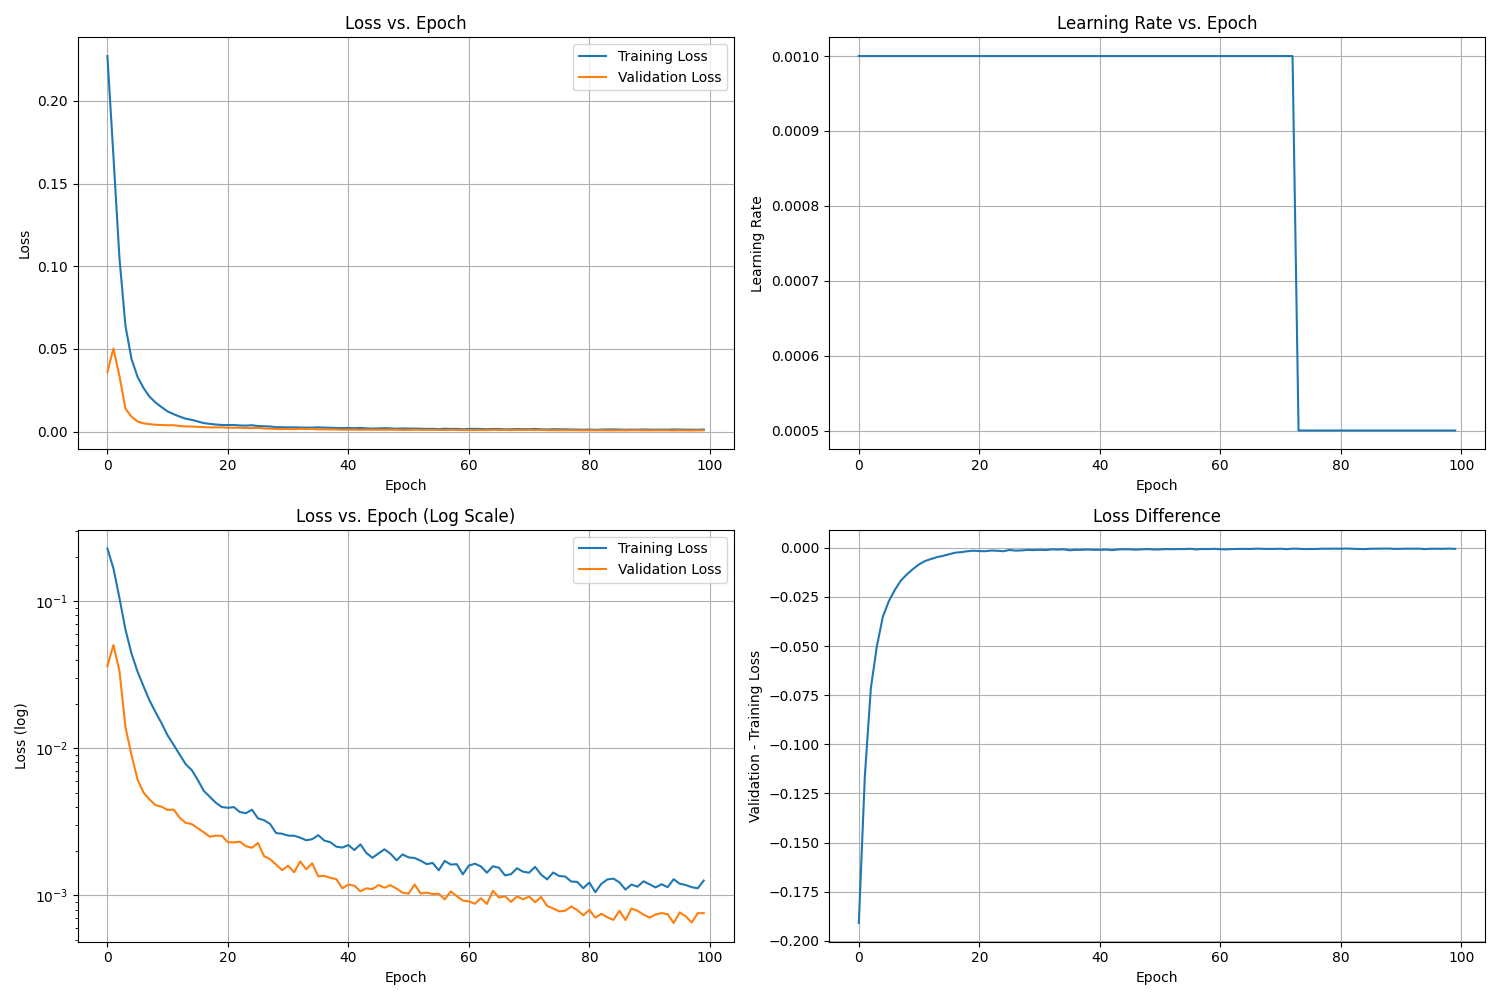 Loss vs. Epoch
Training Loss
Validation Loss
0.20
0.15
0.10
0.05
0.00
Loss
0 20 40 60 80 100
Epoch
Learning Rate vs. Epoch
0.0010
0.0009
0.0008
0.0007
0.0006
0.0005
Learning Rate
0 20 40 60 80 100
Epoch
Loss vs. Epoch (Log Scale)
Training Loss
Validation Loss
10⁻¹
10⁻²
10⁻³
Loss (log)
0 20 40 60 80 100
Epoch
Loss Difference
0.000
−0.025
−0.050
−0.075
−0.100
−0.125
−0.150
−0.175
−0.200
Validation - Training Loss
0 20 40 60 80 100
Epoch